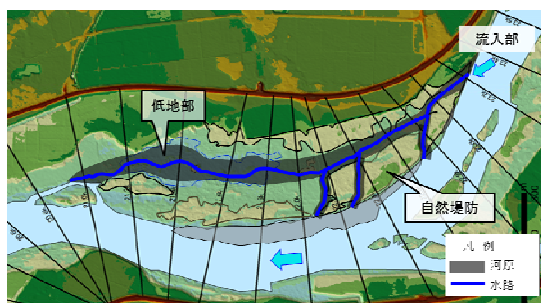 流入部
低地部
自然堤防
凡 例
河原
水路